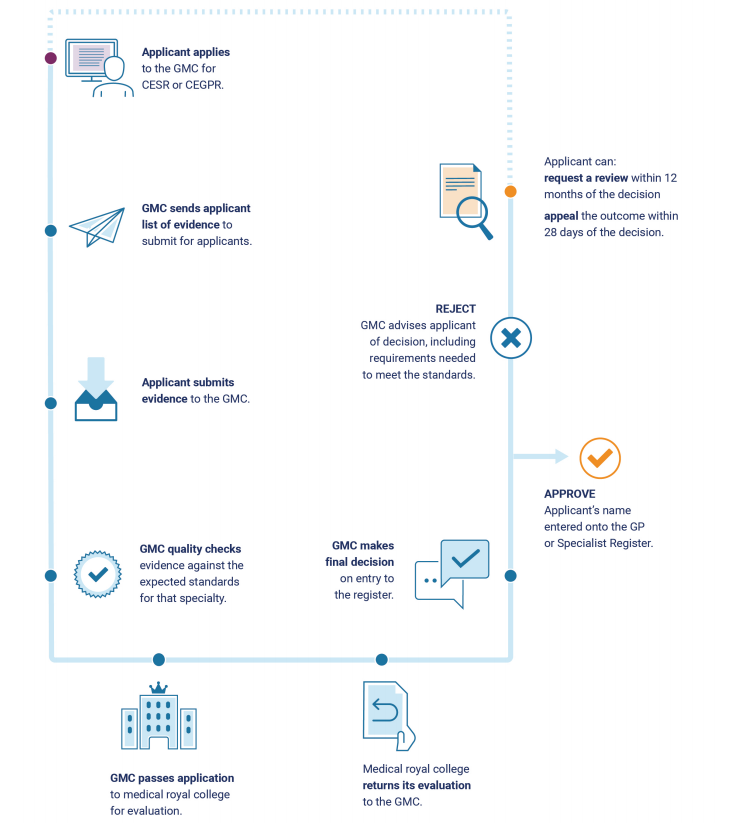 Applicant applies
to the GMC for
CESR or CEGPR.
GMC sends applicant
list of evidence to
submit for applicants.
Applicant submits
evidence to the GMC.
GMC quality checks
evidence against the
expected standards
for that specialty.
GMC passes application
to medical royal college
for evaluation.
Medical royal college
returns its evaluation
to the GMC.
GMC makes
final decision
on entry to
the register.
APPROVE
Applicant’s name
entered onto the GP
or Specialist Register.
REJECT
GMC advises applicant
of decision, including
requirements needed
to meet the standards.
Applicant can:
request a review within 12
months of the decision
appeal the outcome within
28 days of the decision.